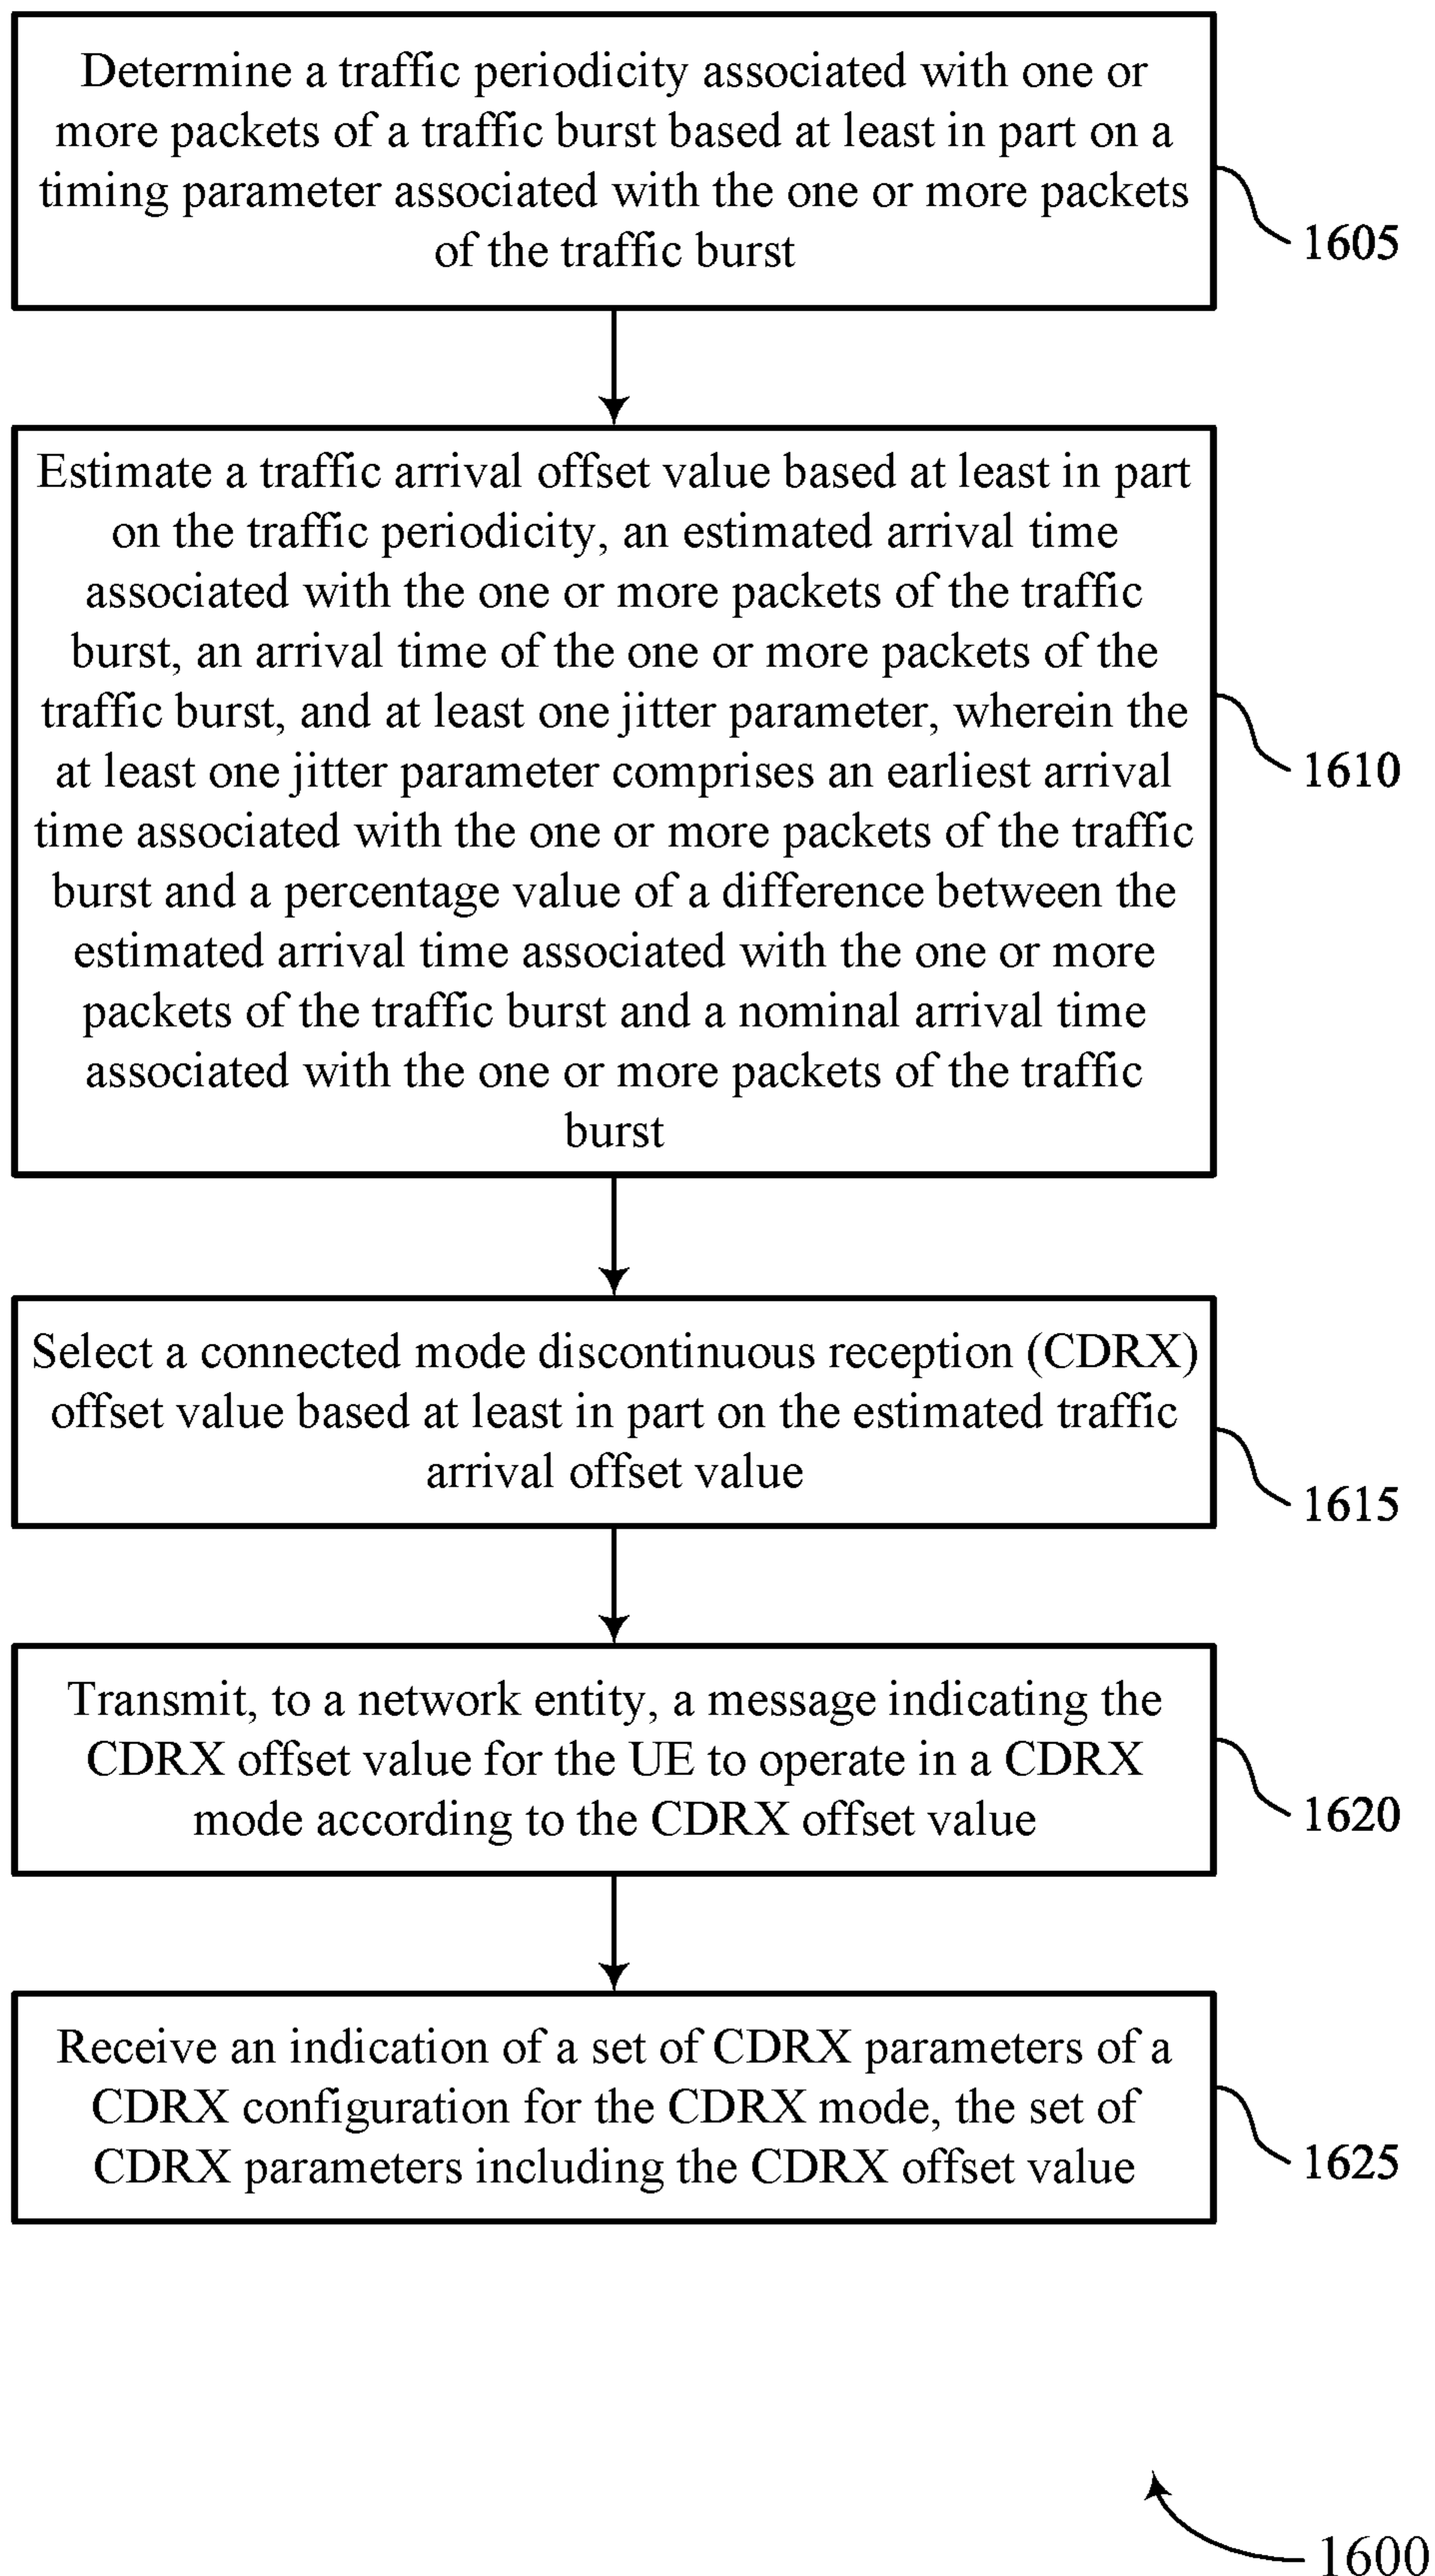 Determine a traffic periodicity associated with one or
more packets of a traffic burst based at least in part on a
timing parameter associated with the one or more packets
of the traffic burst
1605
Estimate a traffic arrival offset value based at least in part
on the traffic periodicity, an estimated arrival time
associated with the one or more packets of the traffic
burst, an arrival time of the one or more packets of the
traffic burst, and at least one jitter parameter, wherein the
at least one jitter parameter comprises an earliest arrival
time associated with the one or more packets of the traffic
burst and a percentage value of a difference between the
estimated arrival time associated with the one or more
packets of the traffic burst and a nominal arrival time
associated with the one or more packets of the traffic
burst
1610
Select a connected mode discontinuous reception (CDRX)
offset value based at least in part on the estimated traffic
arrival offset value
1615
Transmit, to a network entity, a message indicating the
CDRX offset value for the UE to operate in a CDRX
mode according to the CDRX offset value
1620
Receive an indication of a set of CDRX parameters of a
CDRX configuration for the CDRX mode, the set of
CDRX parameters including the CDRX offset value
1625
1600